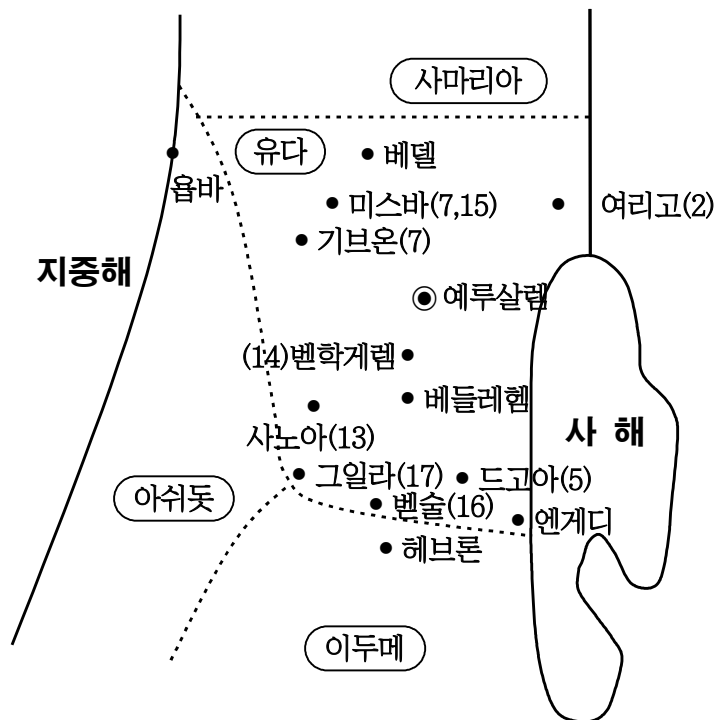 사마리아
유다
베델
욥바
미스바(7,15)
여리고(2)
기브온(7)
지중해
예루살렘
(14)벧학게렘
베들레헴
사 해
사노아(13)
그일라(17)
드고아(5)
아쉬돗
벧술(16)
엔게디
헤브론
이두메